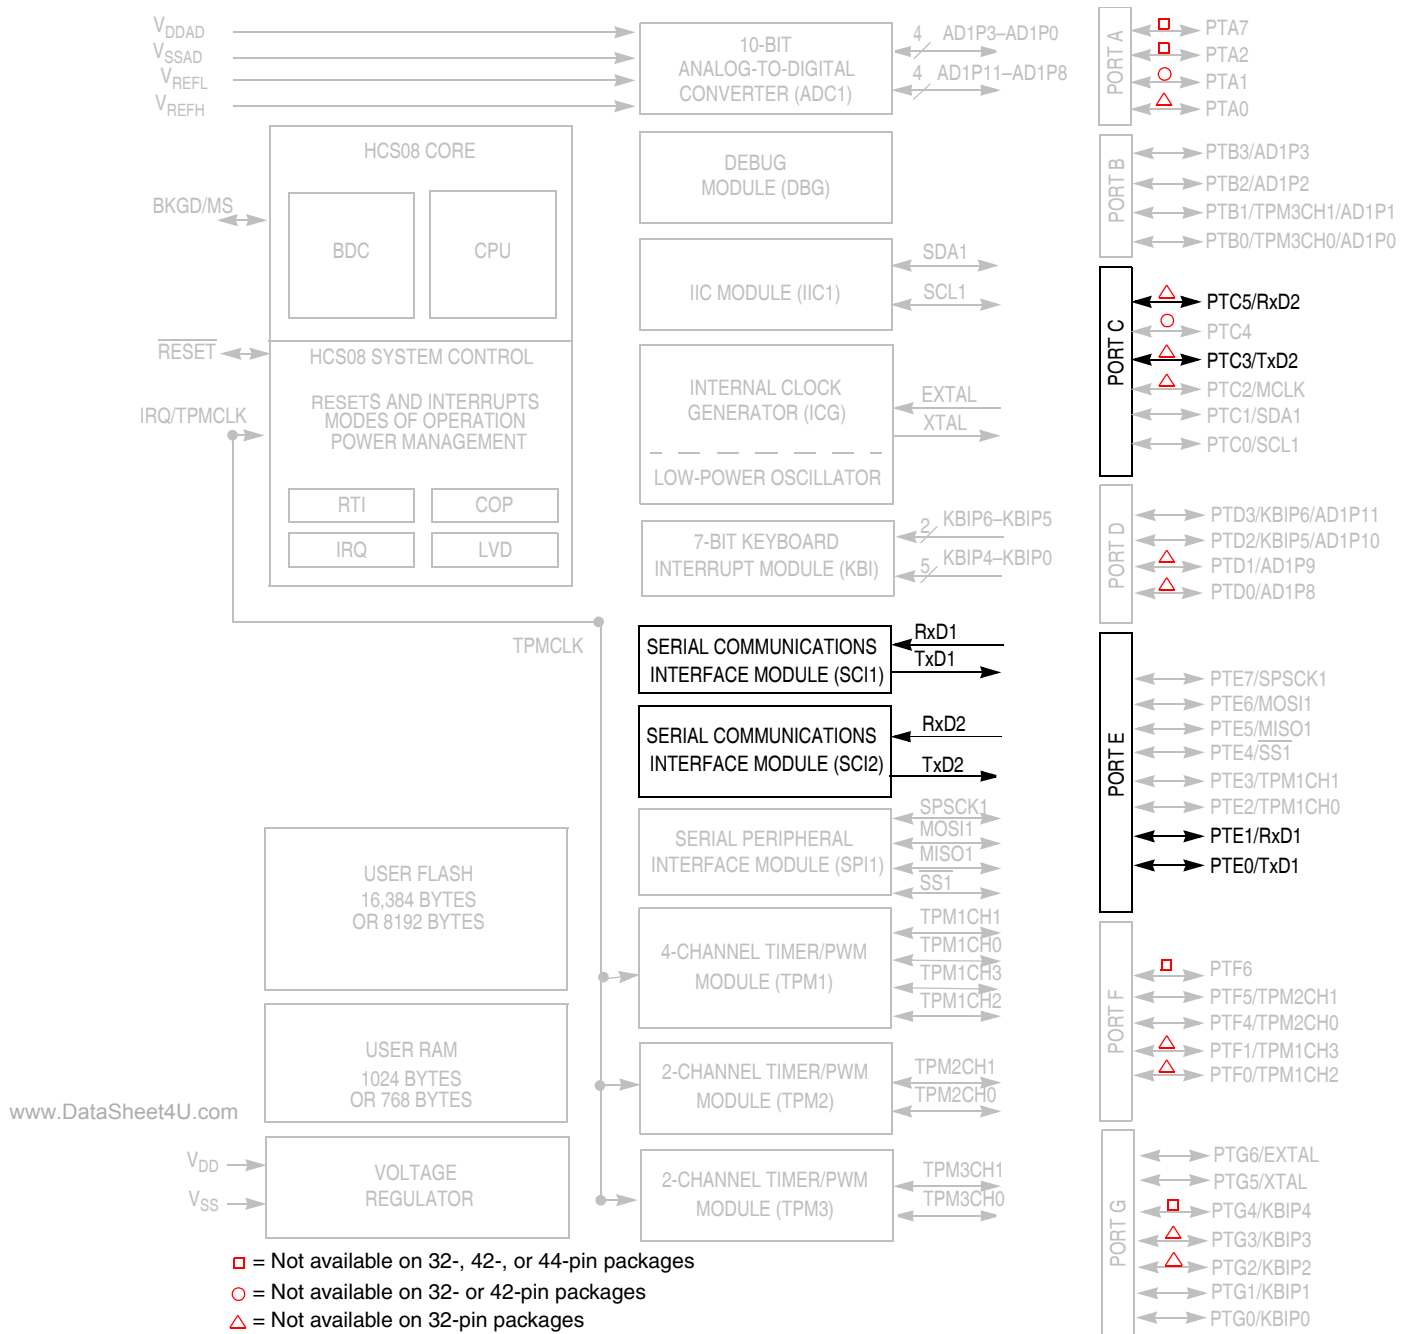 VDDAD
VSSAD
VREFL
VREFH
10-BIT
ANALOG-TO-DIGITAL
CONVERTER (ADC1)
4 AD1P3–AD1P0
4 AD1P11–AD1P8
HCS08 CORE
BDC
CPU
BKGD/MS
RESET
HCS08 SYSTEM CONTROL
RESETS AND INTERRUPTS
MODES OF OPERATION
POWER MANAGEMENT
IRQ/TPMCLK
RTI
COP
IRQ
LVD
TPMCLK
DEBUG
MODULE (DBG)
IIC MODULE (IIC1)
SDA1
SCL1
INTERNAL CLOCK
GENERATOR (ICG)
EXTAL
XTAL
LOW-POWER OSCILLATOR
7-BIT KEYBOARD
INTERRUPT MODULE (KBI)
2 KBIP6–KBIP5
5 KBIP4–KBIP0
SERIAL COMMUNICATIONS
INTERFACE MODULE (SCI1)
RxD1
TxD1
SERIAL COMMUNICATIONS
INTERFACE MODULE (SCI2)
RxD2
TxD2
SERIAL PERIPHERAL
INTERFACE MODULE (SPI1)
SPSCK1
MOSI1
MISO1
SS1
4-CHANNEL TIMER/PWM
MODULE (TPM1)
TPM1CH1
TPM1CH0
TPM1CH3
TPM1CH2
2-CHANNEL TIMER/PWM
MODULE (TPM2)
TPM2CH1
TPM2CH0
2-CHANNEL TIMER/PWM
MODULE (TPM3)
TPM3CH1
TPM3CH0
USER FLASH
16,384 BYTES
OR 8192 BYTES
USER RAM
1024 BYTES
OR 768 BYTES
www.DataSheet4U.com
VDD
VSS
VOLTAGE
REGULATOR
PORT A
PTA7
PTA2
PTA1
PTA0
PORT B
PTB3/AD1P3
PTB2/AD1P2
PTB1/TPM3CH1/AD1P1
PTB0/TPM3CH0/AD1P0
PORT C
PTC5/RxD2
PTC4
PTC3/TxD2
PTC2/MCLK
PTC1/SDA1
PTC0/SCL1
PORT D
PTD3/KBIP6/AD1P11
PTD2/KBIP5/AD1P10
PTD1/AD1P9
PTD0/AD1P8
PORT E
PTE7/SPSCK1
PTE6/MOSI1
PTE5/MISO1
PTE4/SS1
PTE3/TPM1CH1
PTE2/TPM1CH0
PTE1/RxD1
PTE0/TxD1
PORT F
PTF6
PTF5/TPM2CH1
PTF4/TPM2CH0
PTF1/TPM1CH3
PTF0/TPM1CH2
PORT G
PTG6/EXTAL
PTG5/XTAL
PTG4/KBIP4
PTG3/KBIP3
PTG2/KBIP2
PTG1/KBIP1
PTG0/KBIP0
= Not available on 32-, 42-, or 44-pin packages
= Not available on 32- or 42-pin packages
= Not available on 32-pin packages